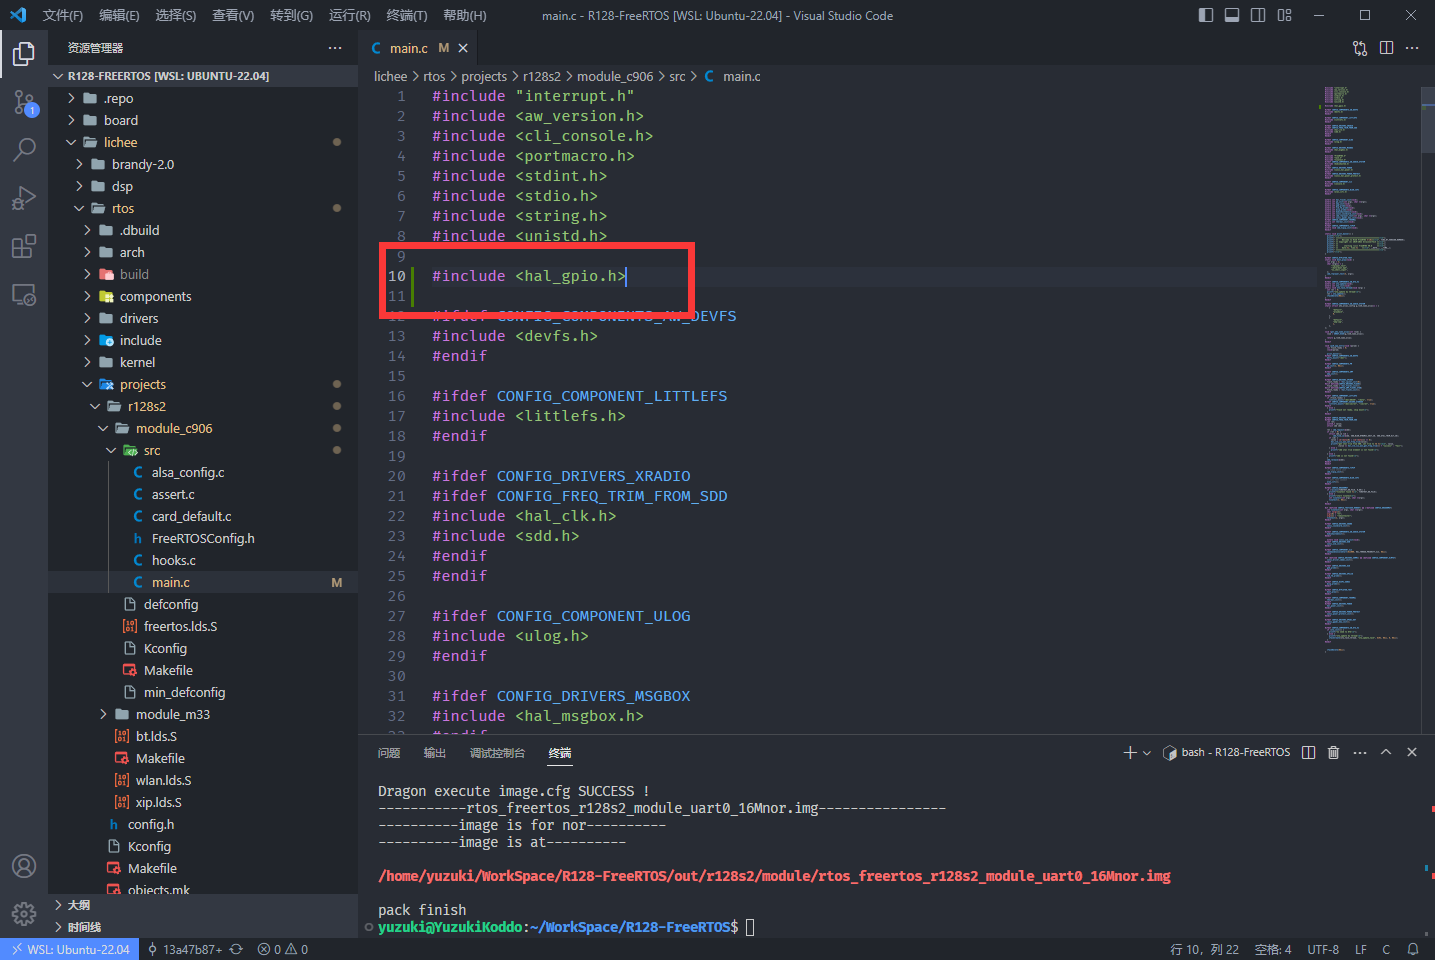 文件(F) 编辑(E) 选择(S) 查看(V) 转到(G) 运行(R) 终端(T) 帮助(H) main.c - R128-FreeRTOS [WSL: Ubuntu-22.04] - Visual Studio Code
资源管理器
R128-FREERTOS [WSL: UBUNTU-22.04]
.repo
board
lichee
brandy-2.0
dsp
rtos
.dbuild
arch
build
components
drivers
include
kernel
projects
r128s2
module_c906
src
alsa_config.c
assert.c
card_default.c
FreeRTOSConfig.h
hooks.c
main.c M
defconfig
freertos.lds.S
Kconfig
Makefile
min_defconfig
module_m33
bt.lds.S
Makefile
wlan.lds.S
xip.lds.S
config.h
Kconfig
Makefile
objects.mk
大纲
时间线
main.c M
lichee > rtos > projects > r128s2 > module_c906 > src > main.c
1 #include "interrupt.h"
2 #include <aw_version.h>
3 #include <cli_console.h>
4 #include <portmacro.h>
5 #include <stdint.h>
6 #include <stdio.h>
7 #include <string.h>
8 #include <unistd.h>
9
10 #include <hal_gpio.h>
11
12 #ifdef CONFIG_COMPONENTS_AW_DEVFS
13 #include <devfs.h>
14 #endif
15
16 #ifdef CONFIG_COMPONENT_LITTLEFS
17 #include <littlefs.h>
18 #endif
19
20 #ifdef CONFIG_DRIVERS_XRADIO
21 #ifdef CONFIG_FREQ_TRIM_FROM_SDD
22 #include <hal_clk.h>
23 #include <sdd.h>
24 #endif
25 #endif
26
27 #ifdef CONFIG_COMPONENT_ULOG
28 #include <ulog.h>
29 #endif
30
31 #ifdef CONFIG_DRIVERS_MSGBOX
32 #include <hal_msgbox.h>
33 #endif
问题 输出 调试控制台 终端 bash - R128-FreeRTOS
Dragon execute image.cfg SUCCESS !
-----------rtos_freertos_r128s2_module_uart0_16Mnor.img----------------
----------image is for nor----------
----------image is at----------
/home/yuzuki/WorkSpace/R128-FreeRTOS/out/r128s2/module/rtos_freertos_r128s2_module_uart0_16Mnor.img
pack finish
yuzuki@YuzukiKoddo:~/WorkSpace/R128-FreeRTOS$
WSL: Ubuntu-22.04 13a47b87+ 0 0 行 10，列 22 空格: 4 UTF-8 LF C